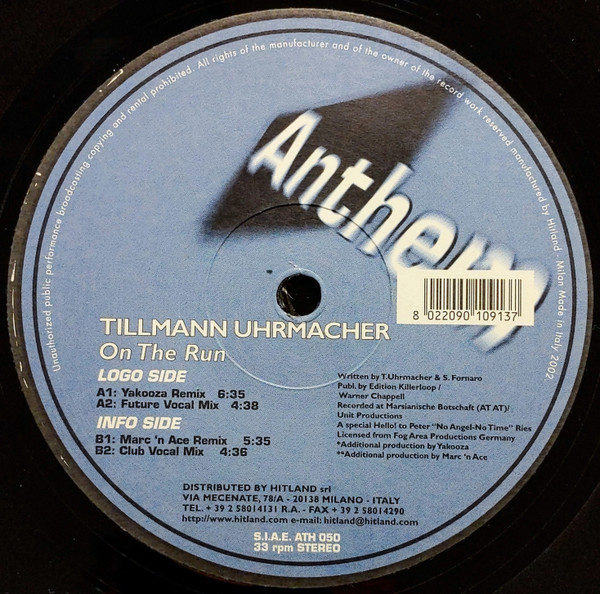 Unauthorized public performance broadcasting copying and rental prohibited. All rights of the manufacturer and of the owner of the record work reserved manufactured by Hitland - Milan Made in Italy 2002
Anthem
8 022090 109137
TILLMANN UHRMACHER
On The Run
LOGO SIDE
A1: Yakooza Remix 6:35
A2: Future Vocal Mix 4:38
INFO SIDE
B1: Marc 'n Ace Remix 5:35
B2: Club Vocal Mix 4:36
Written by T.Uhrmacher & S. Fornaro
Publ. by Edition Killerloop /
Warner Chappell
Recorded at Marsianische Botschaft (AT AT)/
Unit Productions
A special Hello! to Peter "No Angel-No Time" Ries
Licensed from Fog Area Productions Germany
*Additional production by Yakooza
**Additional production by Marc 'n Ace
DISTRIBUTED BY HITLAND srl
VIA MECENATE, 78/A - 20138 MILANO - ITALY
TEL. + 39 2 58014131 R.A. - FAX + 39 2 58014290
http://www.hitland.com e-mail: hitland@hitland.com
S.I.A.E. ATH 050
33 rpm STEREO